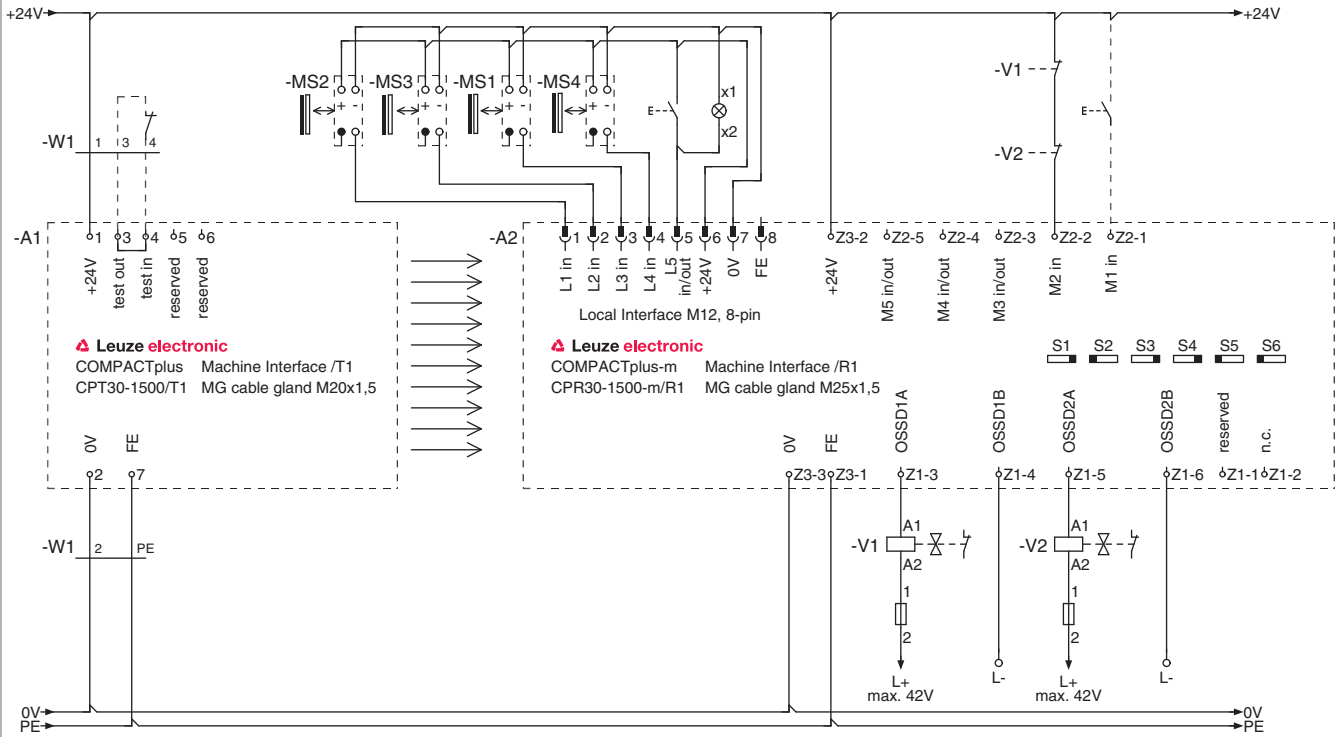 +24V +24V
-MS2 -MS3 -MS1 -MS4
+ - + - + - + -
E x1
x2
-V1
E
-V2
-W1 1 3 4
-A1 1 3 4 5 6
+24V
test out
test in
reserved
reserved
Leuze electronic
COMPACTplus Machine Interface /T1
CPT30-1500/T1 MG cable gland M20x1,5
0V
FE
2 7
-W1 2 PE
-A2 1 2 3 4 5 6 7 8
L1 in
L2 in
L3 in
L4 in
L5
in/out
+24V
0V
FE
Local Interface M12, 8-pin
Z3-2 Z2-5 Z2-4 Z2-3 Z2-2 Z2-1
+24V
M5 in/out
M4 in/out
M3 in/out
M2 in
M1 in
Leuze electronic
COMPACTplus-m Machine Interface /R1
CPR30-1500-m/R1 MG cable gland M25x1,5
S1 S2 S3 S4 S5 S6
0V
FE
OSSD1A
OSSD1B
OSSD2A
OSSD2B
reserved
n.c.
Z3-3 Z3-1 Z1-3 Z1-4 Z1-5 Z1-6 Z1-1 Z1-2
-V1 A1
A2
1
2
L+
max. 42V
L-
-V2 A1
A2
1
2
L+
max. 42V
L-
0V 0V
PE PE